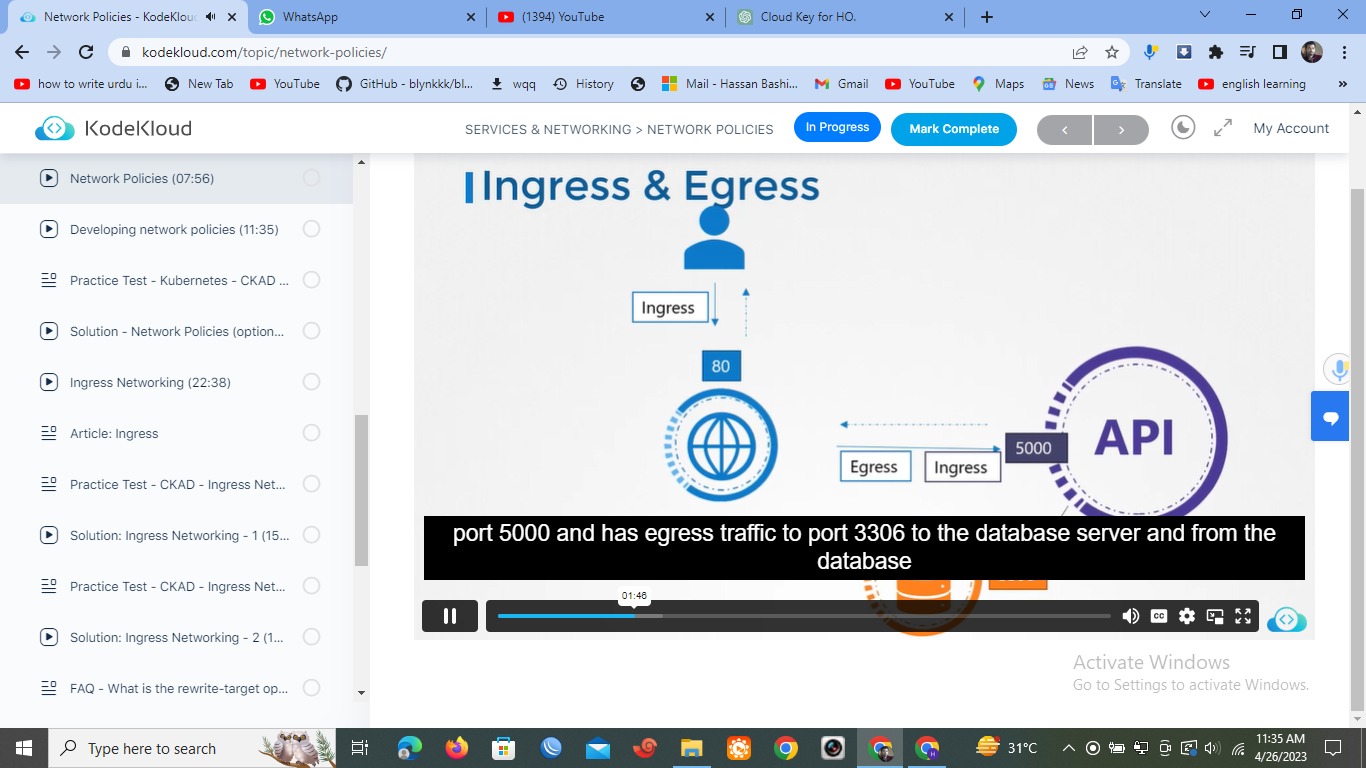 Network Policies - KodeKloud
WhatsApp
(1394) YouTube
Cloud Key for HO.
kodekloud.com/topic/network-policies/
how to write urdu i...
New Tab
YouTube
GitHub - blynkkk/bl...
wqq
History
Mail - Hassan Bashi...
Gmail
YouTube
Maps
News
Translate
english learning
»
KodeKloud
SERVICES & NETWORKING > NETWORK POLICIES
In Progress
Mark Complete
My Account
Network Policies (07:56)
Developing network policies (11:35)
Practice Test - Kubernetes - CKAD ...
Solution - Network Policies (option...
Ingress Networking (22:38)
Article: Ingress
Practice Test - CKAD - Ingress Net...
Solution: Ingress Networking - 1 (15...
Practice Test - CKAD - Ingress Net...
Solution: Ingress Networking - 2 (1...
FAQ - What is the rewrite-target op...
Ingress & Egress
Ingress
80
Egress
Ingress
5000
API
port 5000 and has egress traffic to port 3306 to the database server and from the
database
01:46
CC
Activate Windows
Go to Settings to activate Windows.
Type here to search
31°C
11:35 AM
4/26/2023